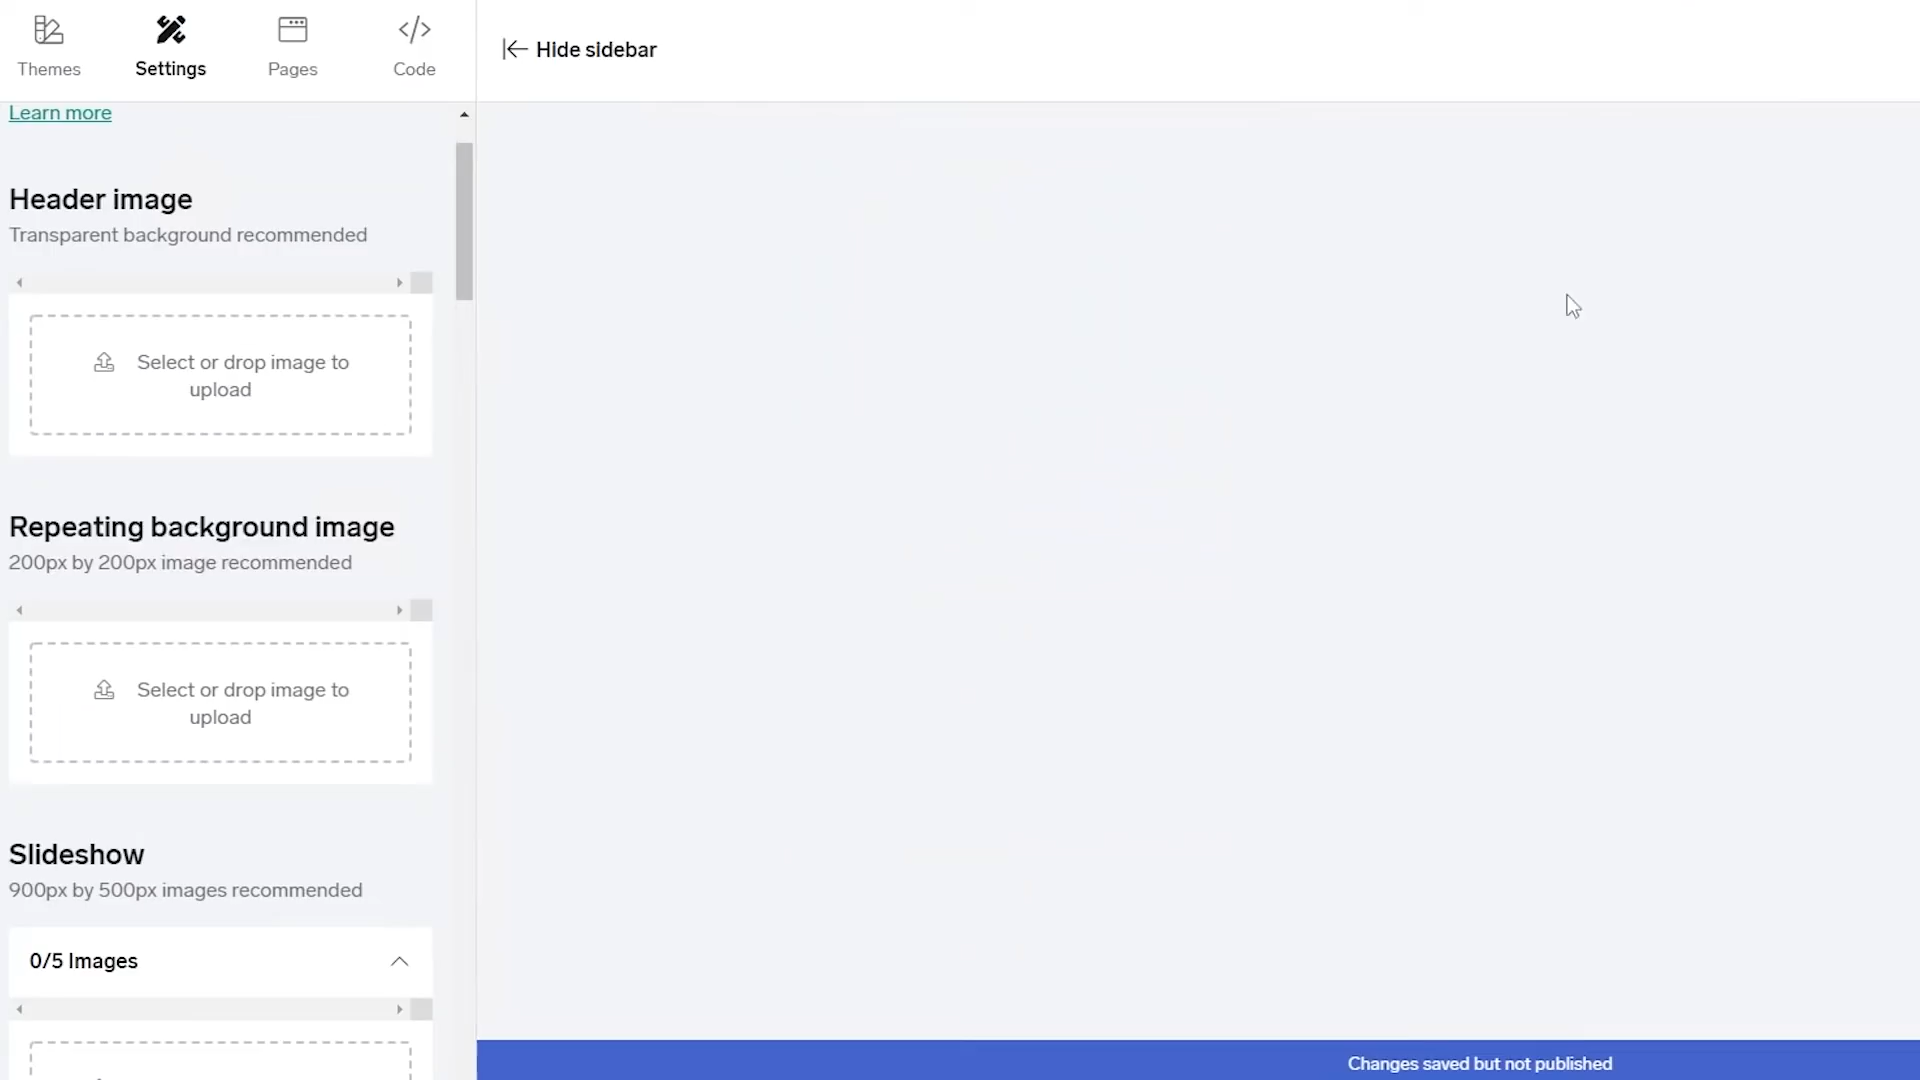 Themes
Settings
Pages
Code
Hide sidebar
Learn more
Header image
Transparent background recommended
Select or drop image to
upload
Repeating background image
200px by 200px image recommended
Select or drop image to
upload
Slideshow
900px by 500px images recommended
0/5 Images
Changes saved but not published